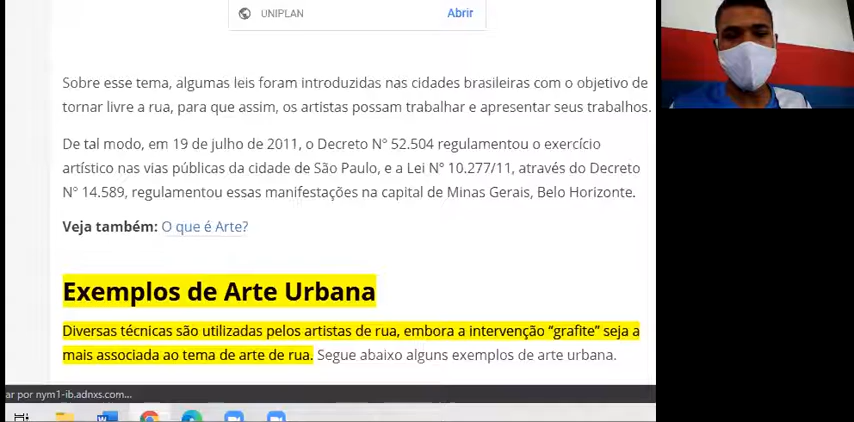 UNIPLAN
Abrir
Sobre esse tema, algumas leis foram introduzidas nas cidades brasileiras com o objetivo de
tornar livre a rua, para que assim, os artistas possam trabalhar e apresentar seus trabalhos.
De tal modo, em 19 de julho de 2011, o Decreto N° 52.504 regulamentou o exercício
artístico nas vias públicas da cidade de São Paulo, e a Lei N° 10.277/11, através do Decreto
N° 14.589, regulamentou essas manifestações na capital de Minas Gerais, Belo Horizonte.
Veja também: O que é Arte?
Exemplos de Arte Urbana
Diversas técnicas são utilizadas pelos artistas de rua, embora a intervenção “grafite” seja a
mais associada ao tema de arte de rua. Segue abaixo alguns exemplos de arte urbana.
ar por nym1-ib.adnxs.com...